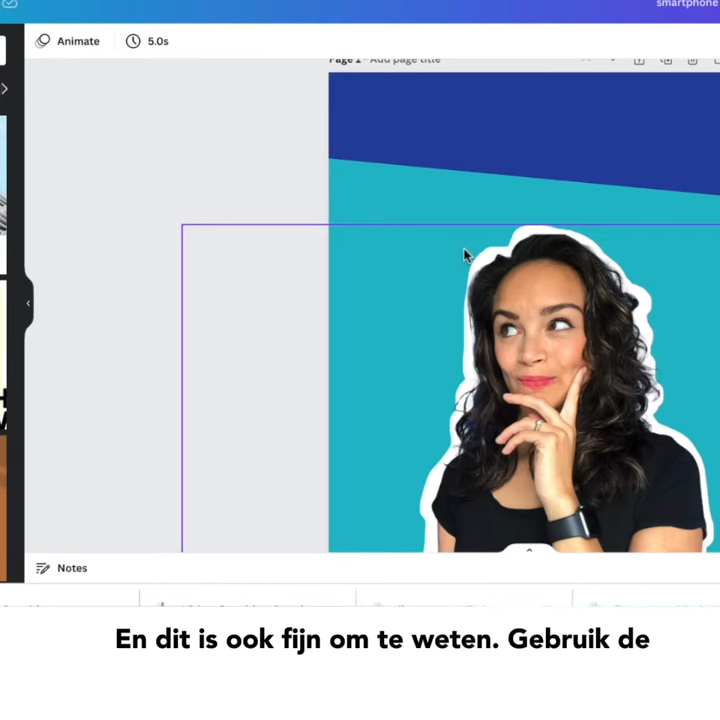 smartphone
Animate 5.0s
Page 1 - Add page title
Notes
En dit is ook fijn om te weten. Gebruik de